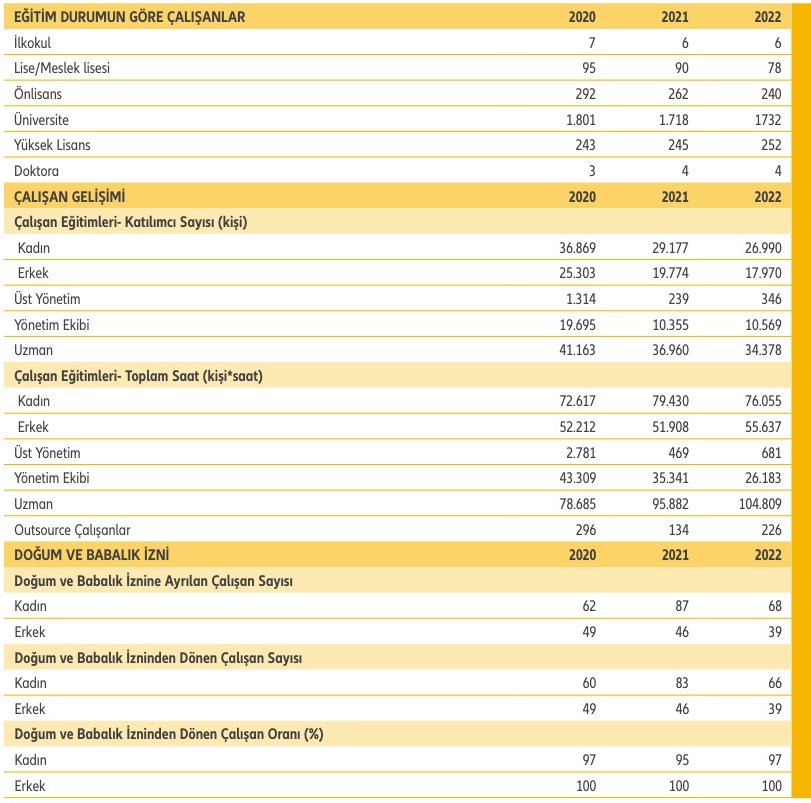 EĞİTİM DURUMUN GÖRE ÇALIŞANLAR 2020 2021 2022
İlkokul 7 6 6
Lise/Meslek lisesi 95 90 78
Önlisans 292 262 240
Üniversite 1.801 1.718 1732
Yüksek Lisans 243 245 252
Doktora 3 4 4
ÇALIŞAN GELİŞİMİ 2020 2021 2022
Çalışan Eğitimleri- Katılımcı Sayısı (kişi)
Kadın 36.869 29.177 26.990
Erkek 25.303 19.774 17.970
Üst Yönetim 1.314 239 346
Yönetim Ekibi 19.695 10.355 10.569
Uzman 41.163 36.960 34.378
Çalışan Eğitimleri- Toplam Saat (kişi*saat)
Kadın 72.617 79.430 76.055
Erkek 52.212 51.908 55.637
Üst Yönetim 2.781 469 681
Yönetim Ekibi 43.309 35.341 26.183
Uzman 78.685 95.882 104.809
Outsource Çalışanlar 296 134 226
DOĞUM VE BABALIK İZNİ 2020 2021 2022
Doğum ve Babalık İznine Ayrılan Çalışan Sayısı
Kadın 62 87 68
Erkek 49 46 39
Doğum ve Babalık İzninden Dönen Çalışan Sayısı
Kadın 60 83 66
Erkek 49 46 39
Doğum ve Babalık İzninden Dönen Çalışan Oranı (%)
Kadın 97 95 97
Erkek 100 100 100